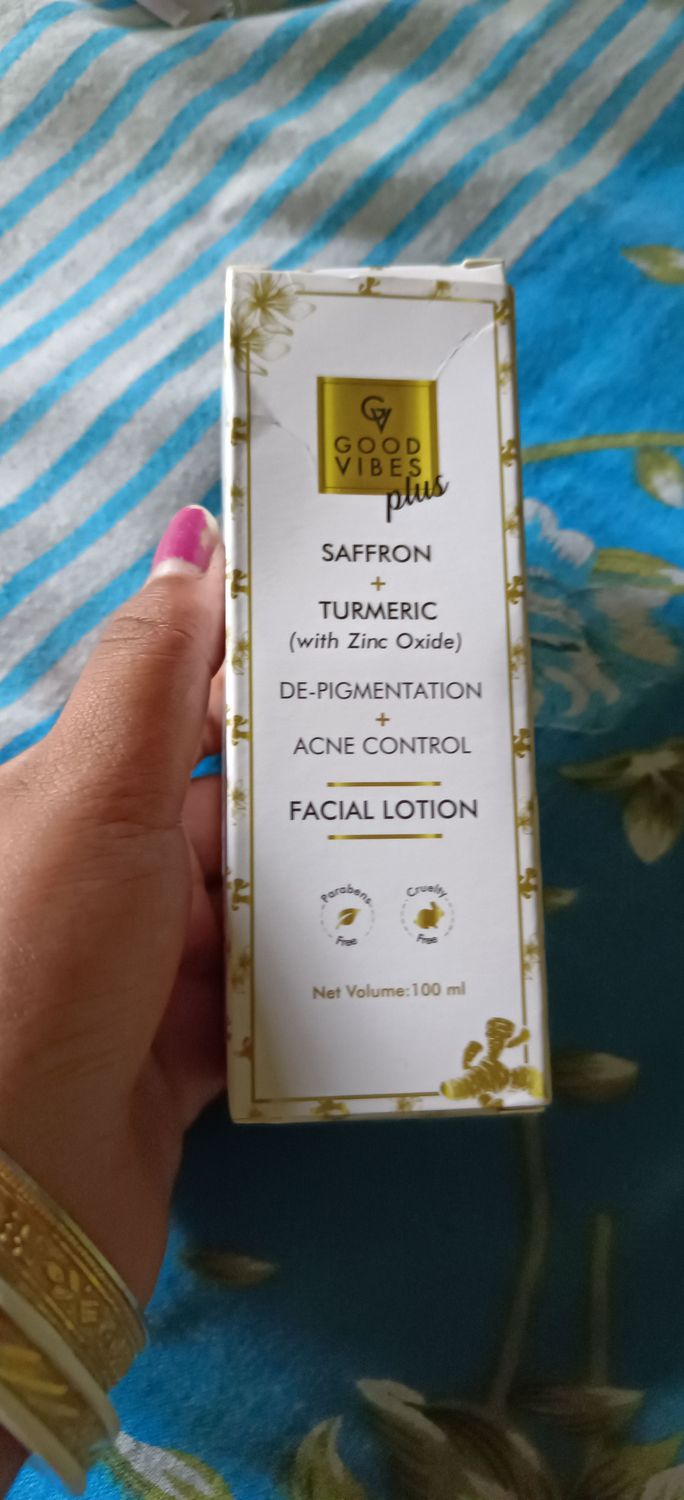 GV
GOOD
VIBES
plus
SAFFRON
+
TURMERIC
(with Zinc Oxide)
DE-PIGMENTATION
+
ACNE CONTROL
FACIAL LOTION
Parabens
Free
Cruelty
Free
Net Volume:100 ml